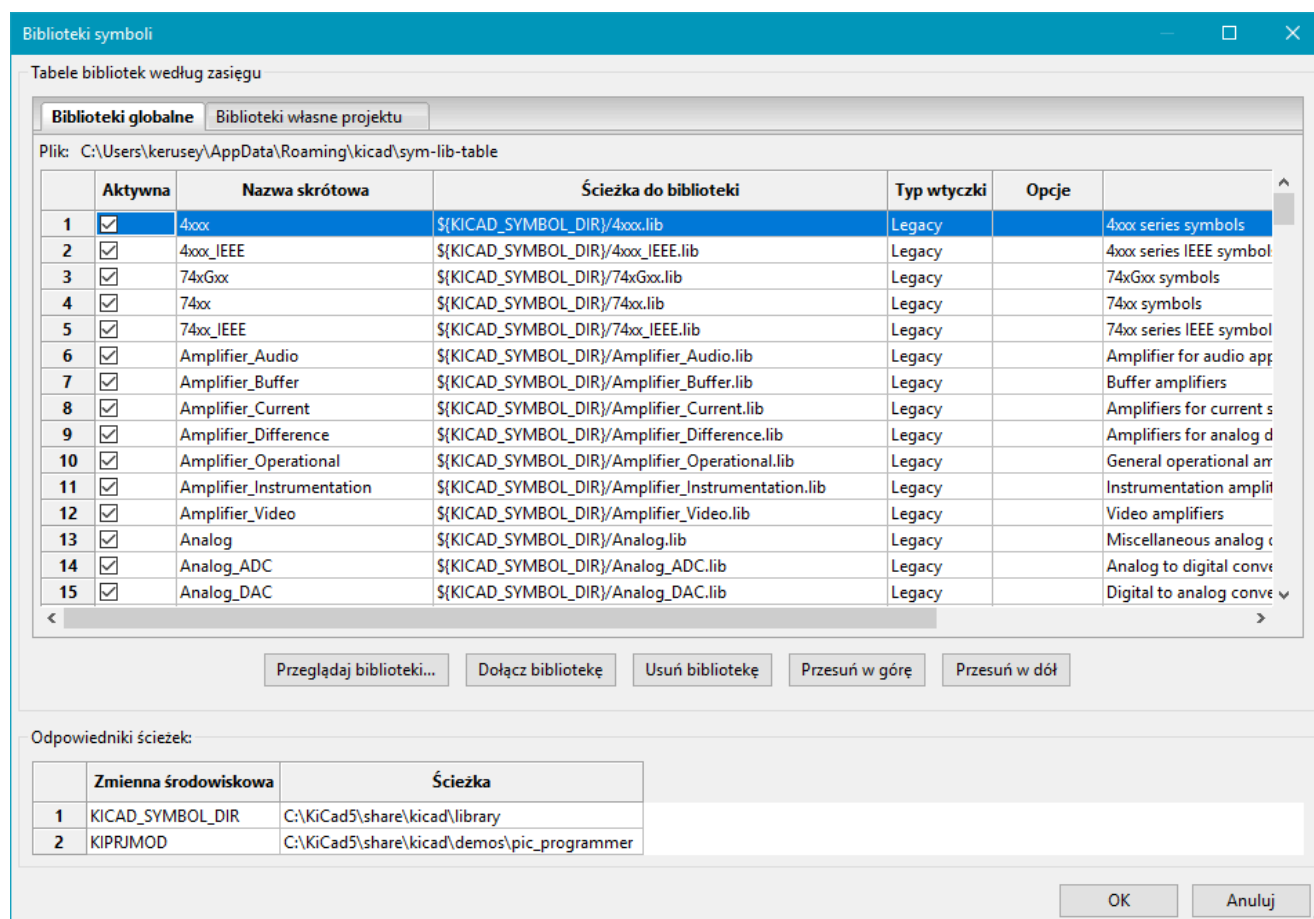 Biblioteki symboli
Tabele bibliotek według zasięgu
Biblioteki globalne Biblioteki własne projektu
Plik: C:\Users\kerusey\AppData\Roaming\kicad\sym-lib-table
Aktywna Nazwa skrótowa Ścieżka do biblioteki Typ wtyczki Opcje
1 4xxx ${KICAD_SYMBOL_DIR}/4xxx.lib Legacy 4xxx series symbols
2 4xxx_IEEE ${KICAD_SYMBOL_DIR}/4xxx_IEEE.lib Legacy 4xxx series IEEE symbol
3 74xGxx ${KICAD_SYMBOL_DIR}/74xGxx.lib Legacy 74xGxx symbols
4 74xx ${KICAD_SYMBOL_DIR}/74xx.lib Legacy 74xx symbols
5 74xx_IEEE ${KICAD_SYMBOL_DIR}/74xx_IEEE.lib Legacy 74xx series IEEE symbol
6 Amplifier_Audio ${KICAD_SYMBOL_DIR}/Amplifier_Audio.lib Legacy Amplifier for audio app
7 Amplifier_Buffer ${KICAD_SYMBOL_DIR}/Amplifier_Buffer.lib Legacy Buffer amplifiers
8 Amplifier_Current ${KICAD_SYMBOL_DIR}/Amplifier_Current.lib Legacy Amplifiers for current s
9 Amplifier_Difference ${KICAD_SYMBOL_DIR}/Amplifier_Difference.lib Legacy Amplifiers for analog d
10 Amplifier_Operational ${KICAD_SYMBOL_DIR}/Amplifier_Operational.lib Legacy General operational am
11 Amplifier_Instrumentation ${KICAD_SYMBOL_DIR}/Amplifier_Instrumentation.lib Legacy Instrumentation amplif
12 Amplifier_Video ${KICAD_SYMBOL_DIR}/Amplifier_Video.lib Legacy Video amplifiers
13 Analog ${KICAD_SYMBOL_DIR}/Analog.lib Legacy Miscellaneous analog d
14 Analog_ADC ${KICAD_SYMBOL_DIR}/Analog_ADC.lib Legacy Analog to digital conve
15 Analog_DAC ${KICAD_SYMBOL_DIR}/Analog_DAC.lib Legacy Digital to analog conve
Przeglądaj biblioteki... Dołącz bibliotekę Usuń bibliotekę Przesuń w górę Przesuń w dół
Odpowiedniki ścieżek:
Zmienna środowiskowa Ścieżka
1 KICAD_SYMBOL_DIR C:\KiCad5\share\kicad\library
2 KIPRJMOD C:\KiCad5\share\kicad\demos\pic_programmer
OK Anuluj